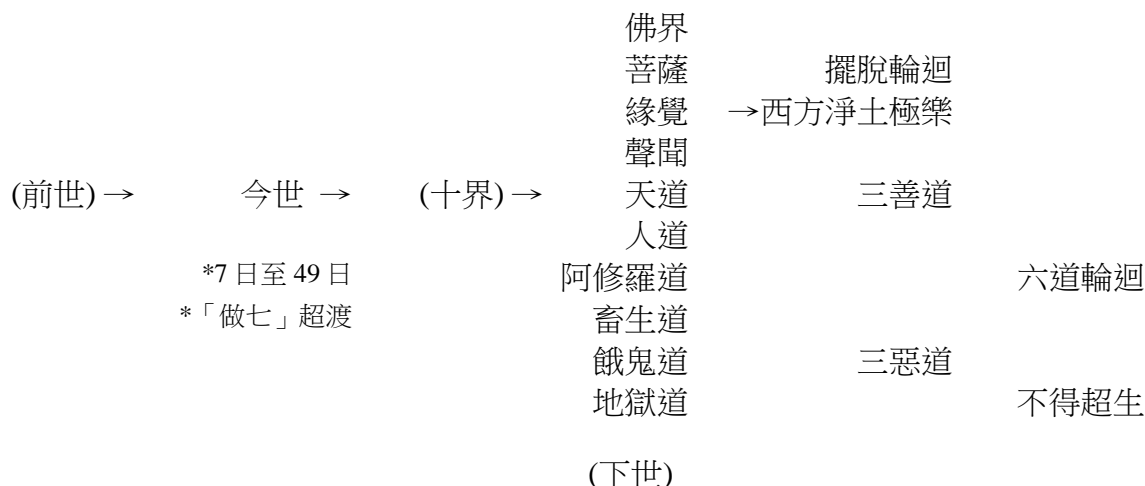 佛界
菩薩 擺脫輪迴
緣覺 →西方淨土極樂
聲聞
(前世)→ 今世 → (十界)→ 天道 三善道
人道
*7 日至 49 日 阿修羅道 六道輪迴
*「做七」超渡 畜生道
餓鬼道 三惡道
地獄道 不得超生
(下世)